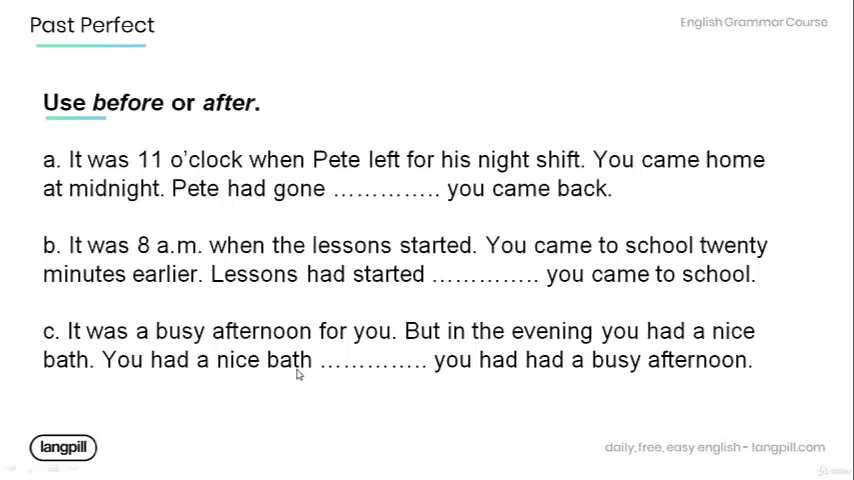 Past Perfect
English Grammar Course
Use before or after.
a. It was 11 o’clock when Pete left for his night shift. You came home
at midnight. Pete had gone ………….. you came back.
b. It was 8 a.m. when the lessons started. You came to school twenty
minutes earlier. Lessons had started ………….. you came to school.
c. It was a busy afternoon for you. But in the evening you had a nice
bath. You had a nice bath ………….. you had had a busy afternoon.
langpill
daily, free, easy english - langpill.com